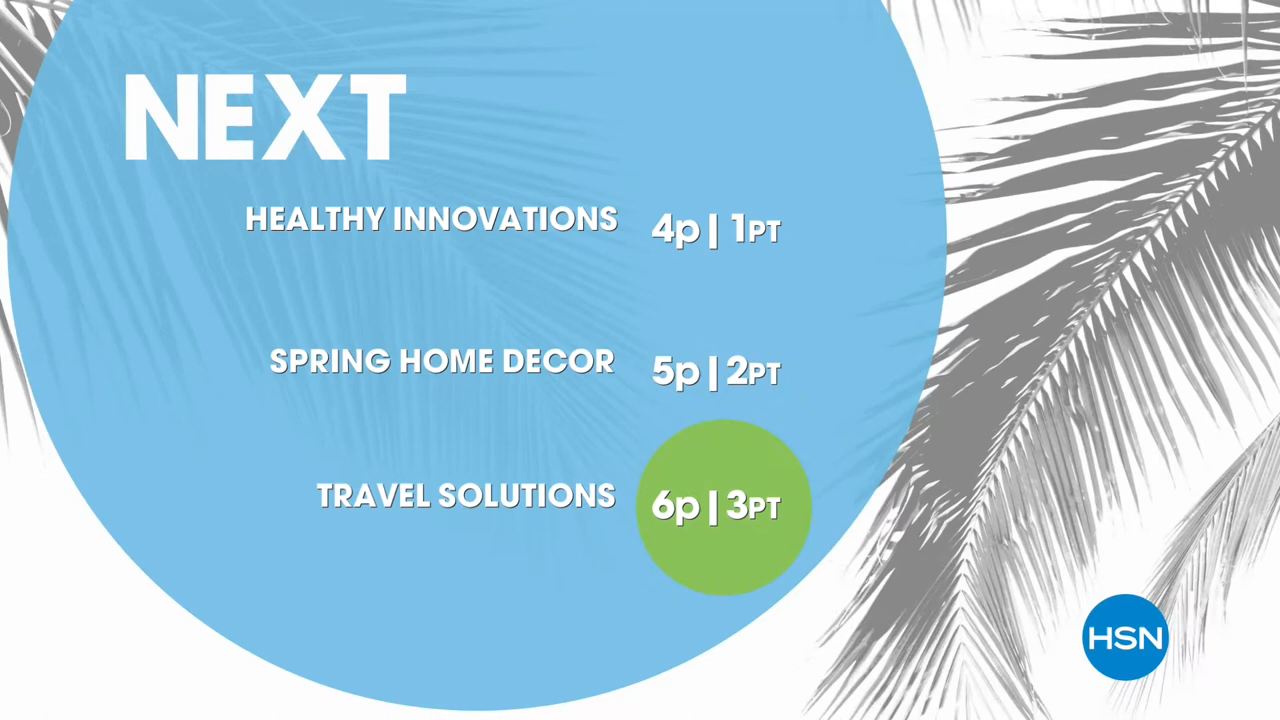 NEXT
HEALTHY INNOVATIONS 4p | 1PT
SPRING HOME DECOR 5p | 2PT
TRAVEL SOLUTIONS 6p | 3PT
HSN